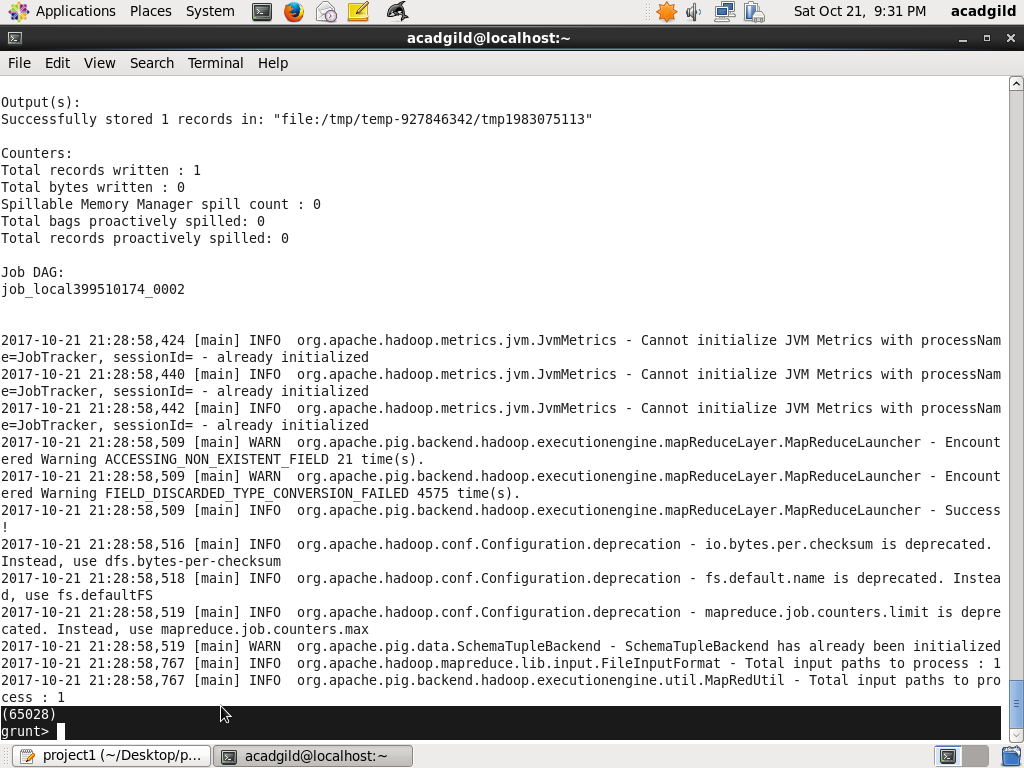 Applications Places System Sat Oct 21, 9:31 PM acadgild
acadgild@localhost:~
File Edit View Search Terminal Help
Output(s):
Successfully stored 1 records in: "file:/tmp/temp-927846342/tmp1983075113"
Counters:
Total records written : 1
Total bytes written : 0
Spillable Memory Manager spill count : 0
Total bags proactively spilled: 0
Total records proactively spilled: 0
Job DAG:
job_local399510174_0002
2017-10-21 21:28:58,424 [main] INFO  org.apache.hadoop.metrics.jvm.JvmMetrics - Cannot initialize JVM Metrics with processNam
e=JobTracker, sessionId= - already initialized
2017-10-21 21:28:58,440 [main] INFO  org.apache.hadoop.metrics.jvm.JvmMetrics - Cannot initialize JVM Metrics with processNam
e=JobTracker, sessionId= - already initialized
2017-10-21 21:28:58,442 [main] INFO  org.apache.hadoop.metrics.jvm.JvmMetrics - Cannot initialize JVM Metrics with processNam
e=JobTracker, sessionId= - already initialized
2017-10-21 21:28:58,509 [main] WARN  org.apache.pig.backend.hadoop.executionengine.mapReduceLayer.MapReduceLauncher - Encount
ered Warning ACCESSING_NON_EXISTENT_FIELD 21 time(s).
2017-10-21 21:28:58,509 [main] WARN  org.apache.pig.backend.hadoop.executionengine.mapReduceLayer.MapReduceLauncher - Encount
ered Warning FIELD_DISCARDED_TYPE_CONVERSION_FAILED 4575 time(s).
2017-10-21 21:28:58,509 [main] INFO  org.apache.pig.backend.hadoop.executionengine.mapReduceLayer.MapReduceLauncher - Success
!
2017-10-21 21:28:58,516 [main] INFO  org.apache.hadoop.conf.Configuration.deprecation - io.bytes.per.checksum is deprecated.
Instead, use dfs.bytes-per-checksum
2017-10-21 21:28:58,518 [main] INFO  org.apache.hadoop.conf.Configuration.deprecation - fs.default.name is deprecated. Instea
d, use fs.defaultFS
2017-10-21 21:28:58,519 [main] INFO  org.apache.hadoop.conf.Configuration.deprecation - mapreduce.job.counters.limit is depre
cated. Instead, use mapreduce.job.counters.max
2017-10-21 21:28:58,519 [main] WARN  org.apache.pig.data.SchemaTupleBackend - SchemaTupleBackend has already been initialized
2017-10-21 21:28:58,767 [main] INFO  org.apache.hadoop.mapreduce.lib.input.FileInputFormat - Total input paths to process : 1
2017-10-21 21:28:58,767 [main] INFO  org.apache.pig.backend.hadoop.executionengine.util.MapRedUtil - Total input paths to pro
cess : 1
(65028)
grunt>
project1 (~/Desktop/p... acadgild@localhost:~